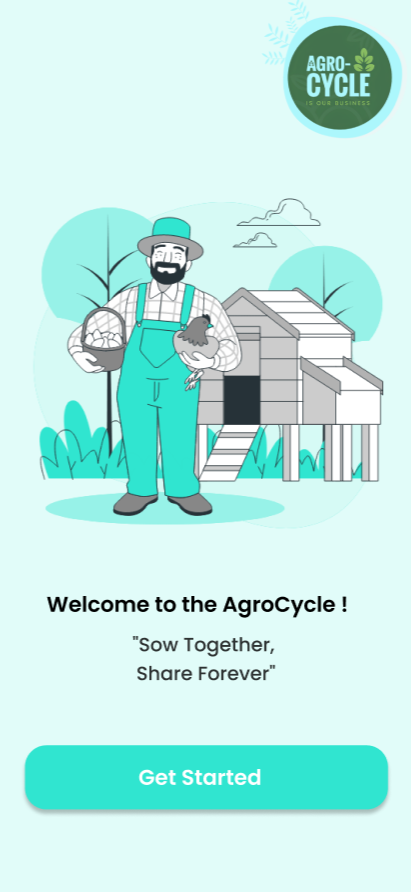 AGRO-
CYCLE
IS OUR BUSINESS
Welcome to the AgroCycle !
"Sow Together,
Share Forever"
Get Started